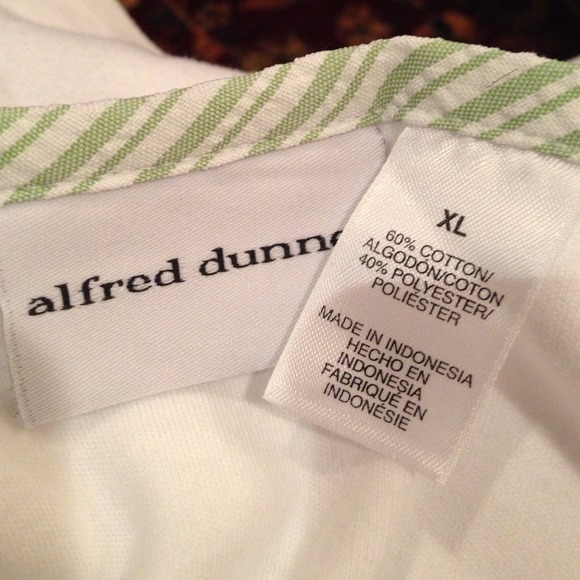 alfred dunne
XL
60% COTTON/
ALGODÓN/COTON
40% POLYESTER/
POLIÉSTER
MADE IN INDONESIA
HECHO EN
INDONESIA
FABRIQUÉ EN
INDONÉSIE